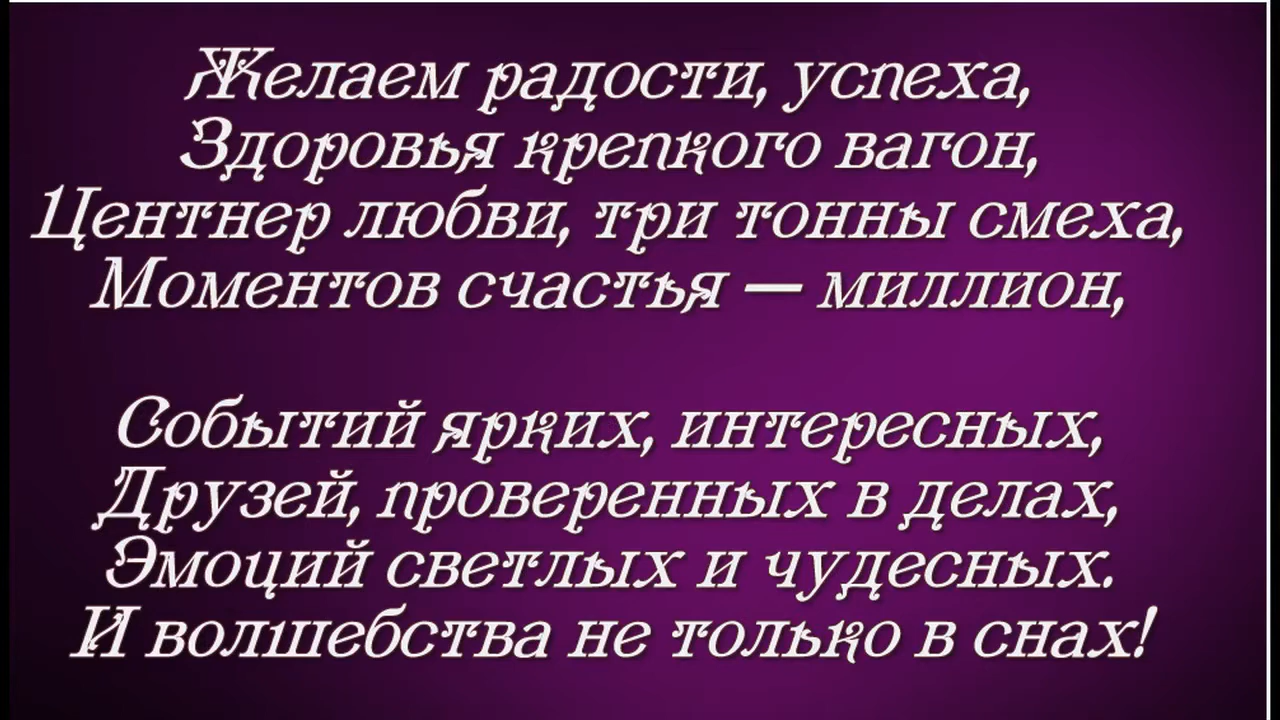 Желаем радости, успеха,
Здоровья крепкого вагон,
Центнер любви, три тонны смеха,
Моментов счастья — миллион,
Событий ярких, интересных,
Друзей, проверенных в делах,
Эмоций светлых и чудесных.
И волшебства не только в снах!